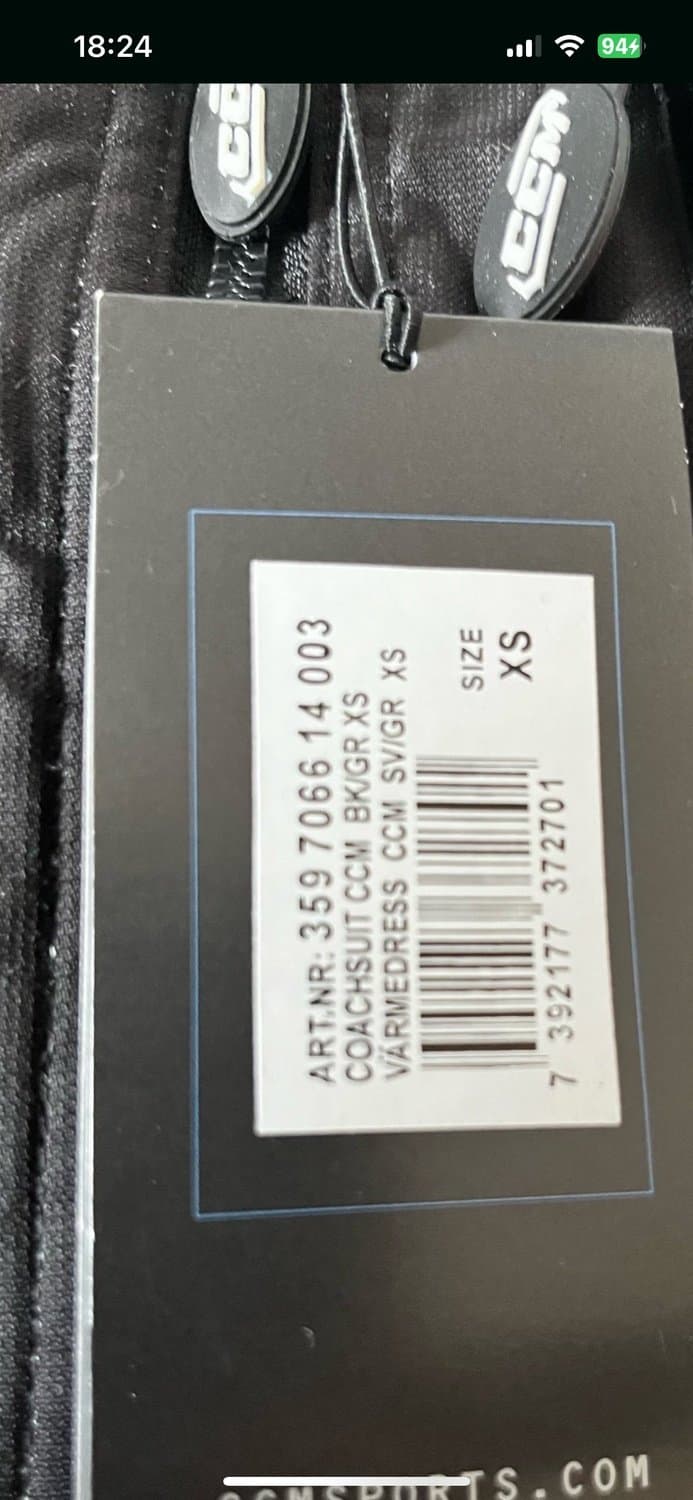 18:24
94
CCM
CCM
ART.NR: 359 7066 14 003
COACHSUIT CCM BK/GR XS
VÄRMEDRESS CCM SV/GR XS
SIZE
XS
7 392177 372701
CCMSPORTS.COM